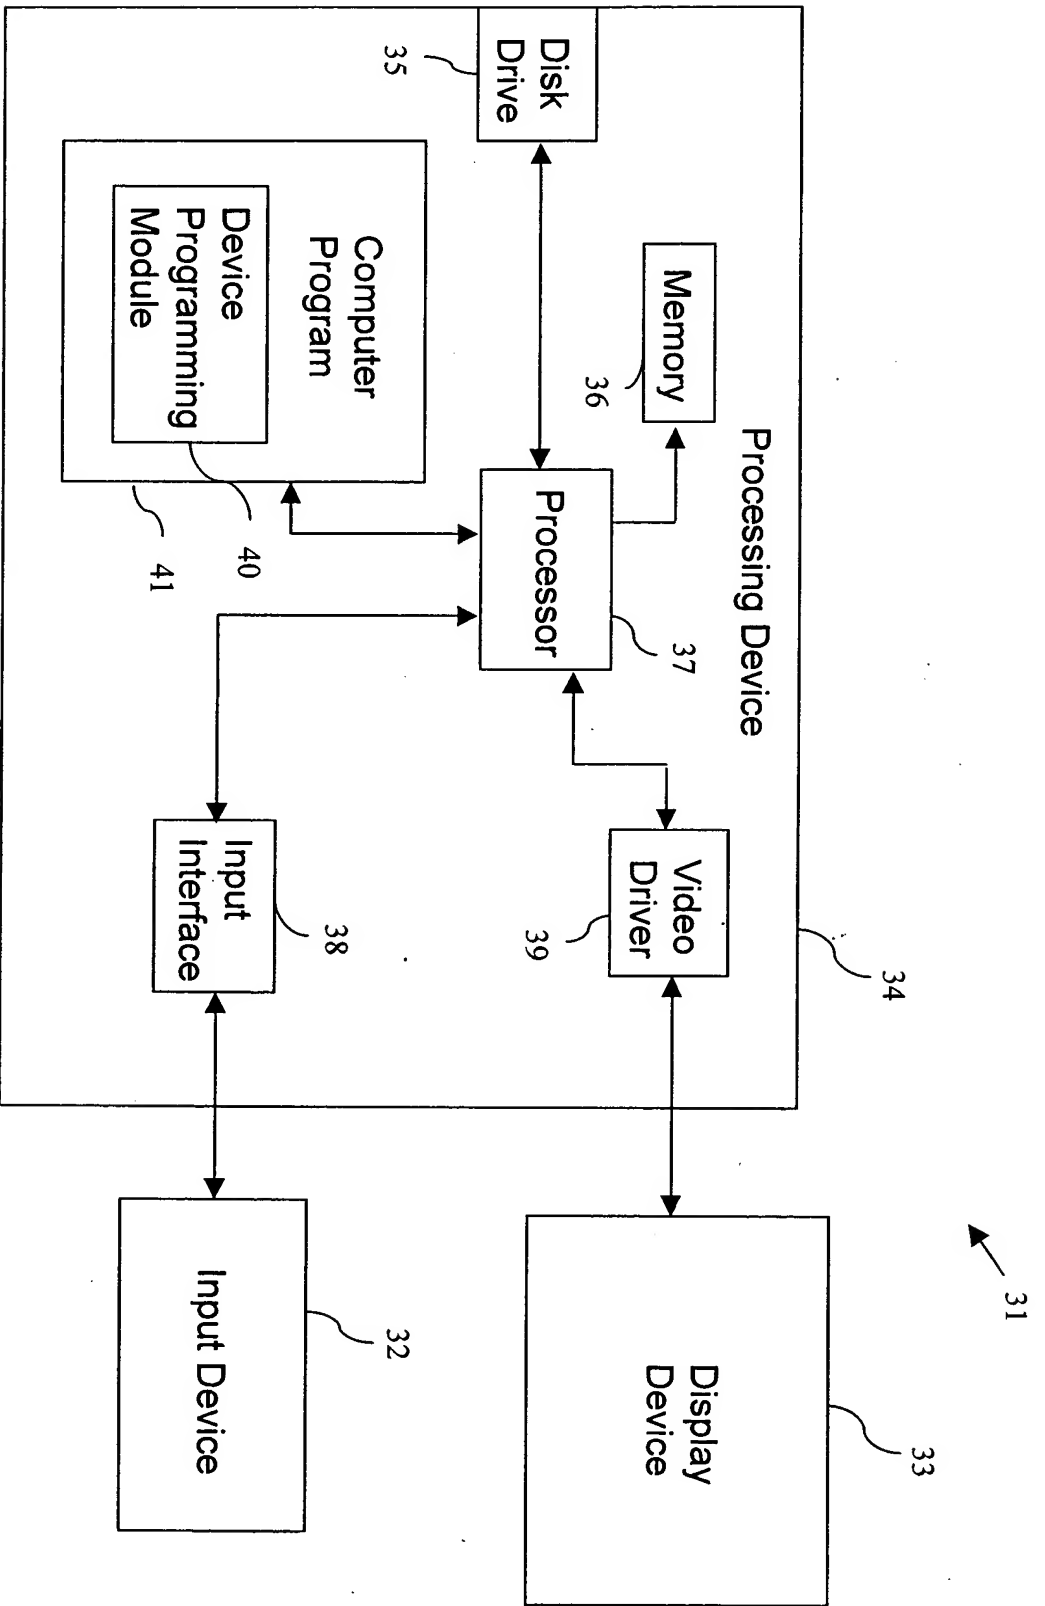 31
Processing Device
34
Disk
Drive
35
Memory
36
Processor
37
Video
Driver
39
Display
Device
33
Computer
Program
Device
Programming
Module
40
41
Input
Interface
38
Input Device
32